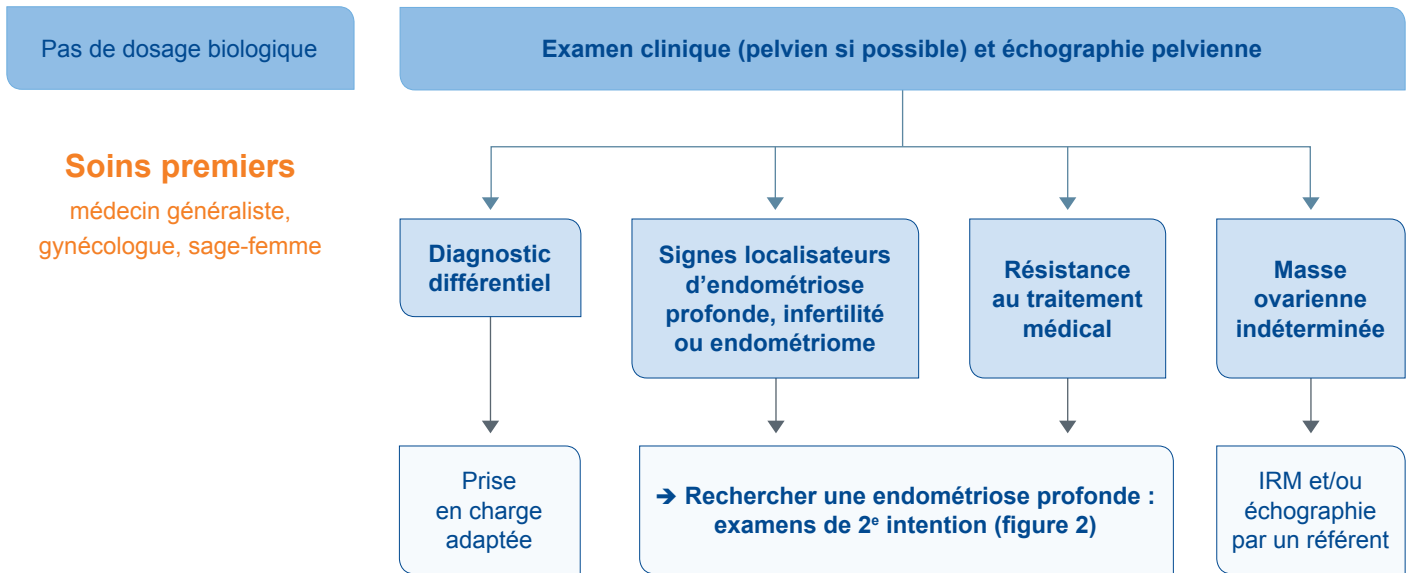 Pas de dosage biologique
Examen clinique (pelvien si possible) et échographie pelvienne
Soins premiers
médecin généraliste,
gynécologue, sage-femme
Diagnostic
différentiel
Signes localisateurs
d’endométriose
profonde, infertilité
ou endométriome
Résistance
au traitement
médical
Masse
ovarienne
indéterminée
Prise
en charge
adaptée
➔ Rechercher une endométriose profonde :
examens de 2e intention (figure 2)
IRM et/ou
échographie
par un référent